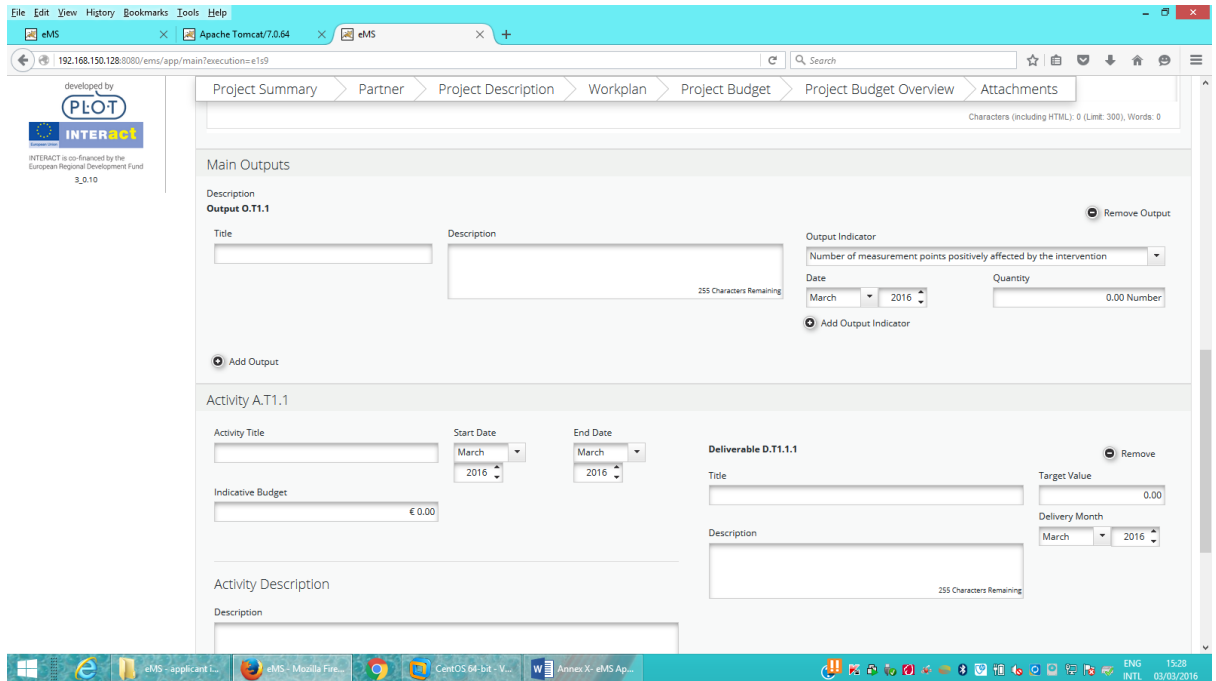 File Edit View History Bookmarks Tools Help
eMS
Apache Tomcat/7.0.64
eMS
192.168.150.128:8080/ems/app/main?execution=e1s9
Search
developed by
PLOT
INTERact
INTERACT is co-financed by the
European Regional Development Fund
3_0.10
Project Summary Partner Project Description Workplan Project Budget Project Budget Overview Attachments
Characters (including HTML): 0 (Limit: 300), Words: 0
Main Outputs
Description
Output O.T1.1
Remove Output
Title
Description
255 Characters Remaining
Output Indicator
Number of measurement points positively affected by the intervention
Date
Quantity
March 2016
0.00 Number
Add Output Indicator
Add Output
Activity A.T1.1
Activity Title
Start Date
End Date
March
2016
March
2016
Indicative Budget
€ 0.00
Deliverable D.T1.1.1
Remove
Title
Target Value
0.00
Delivery Month
March 2016
Description
255 Characters Remaining
Activity Description
Description
eMS - applicant i...
eMS - Mozilla Fire...
CentOS 64-bit - V...
Annex X- eMS Ap...
ENG
INTL
15:28
03/03/2016